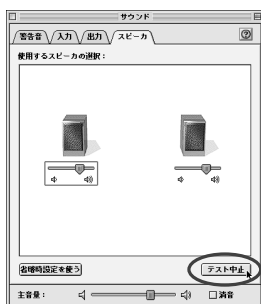 サウンド
警告音 入力 出力 スピーカ
使用するスピーカの選択：
省略時設定を使う テスト中止
主音量： 消音